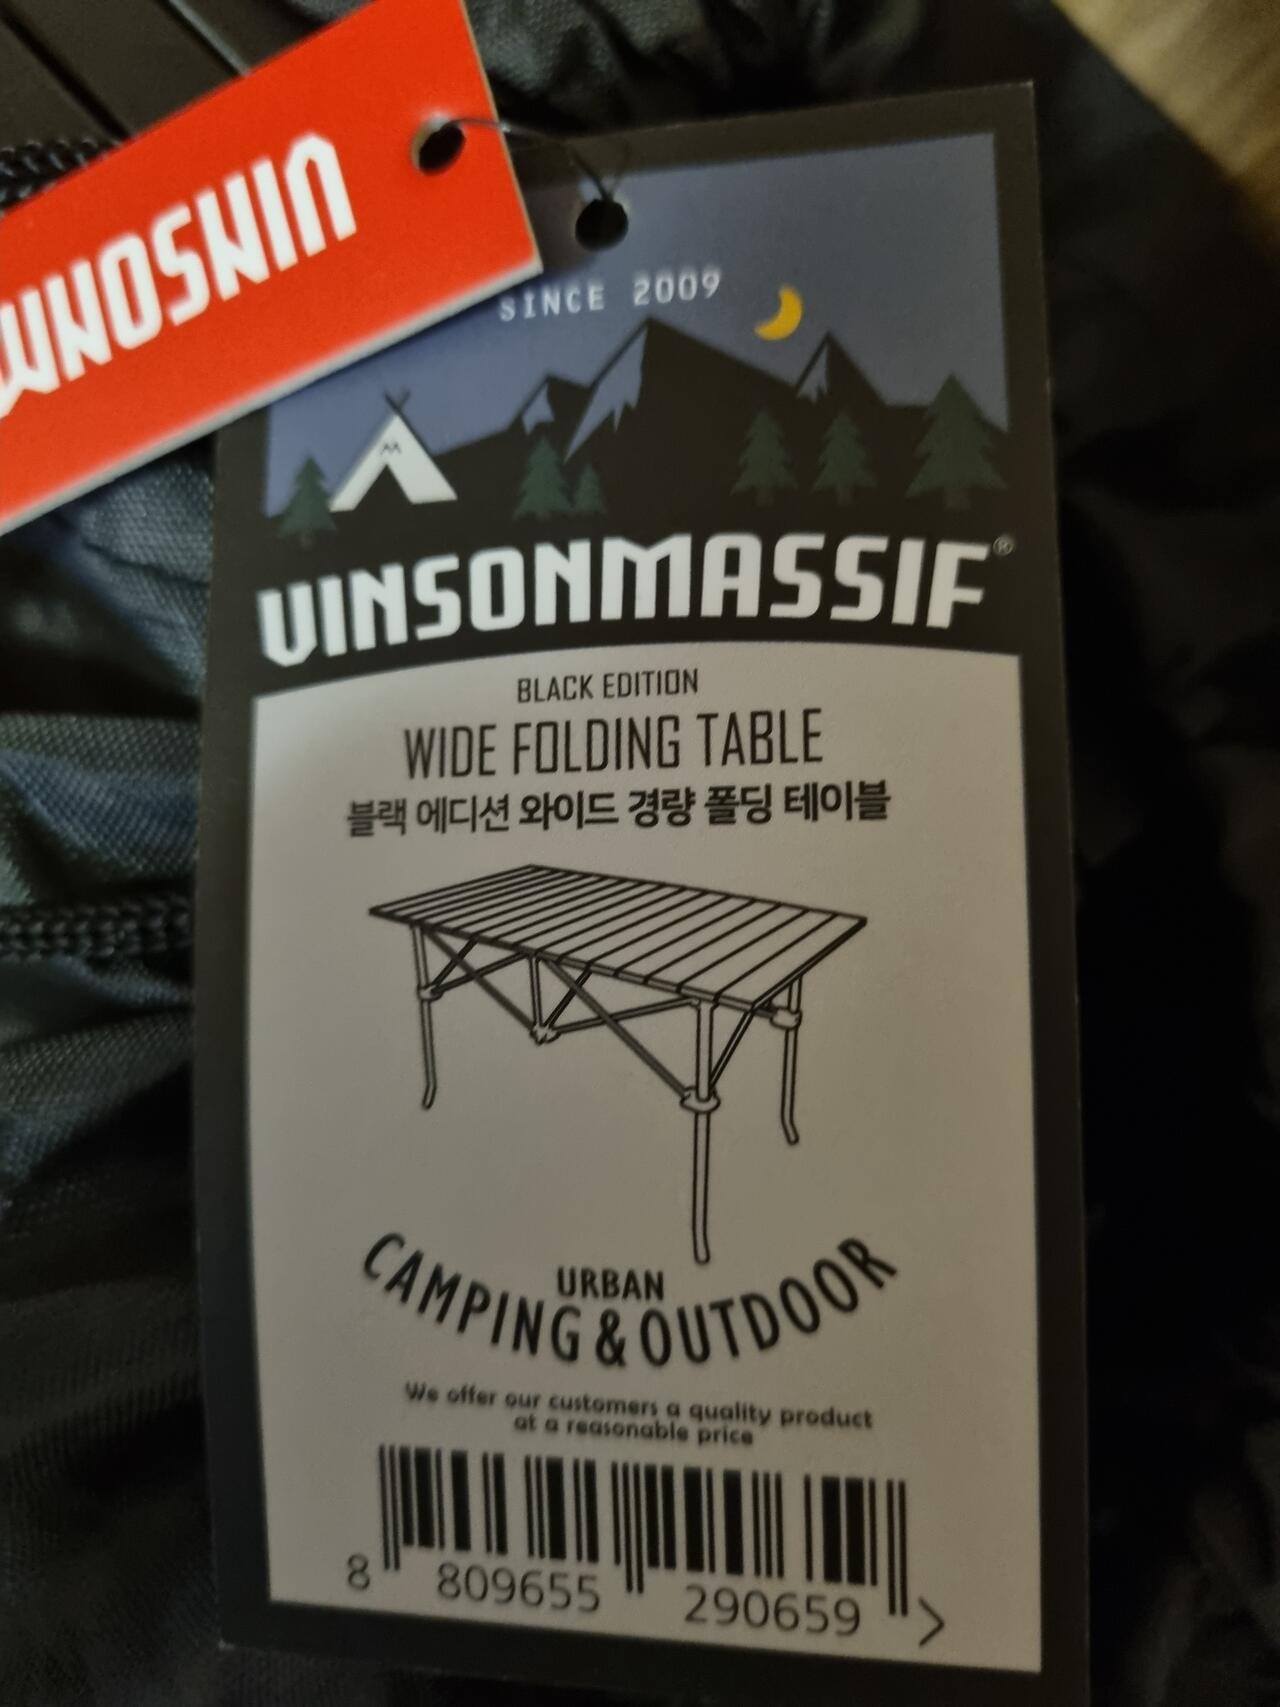 VINSONM
SINCE 2009
VINSONMASSIF®
BLACK EDITION
WIDE FOLDING TABLE
블랙 에디션 와이드 경량 폴딩 테이블
URBAN
CAMPING & OUTDOOR
We offer our customers a quality product
at a reasonable price
8 809655 290659 >